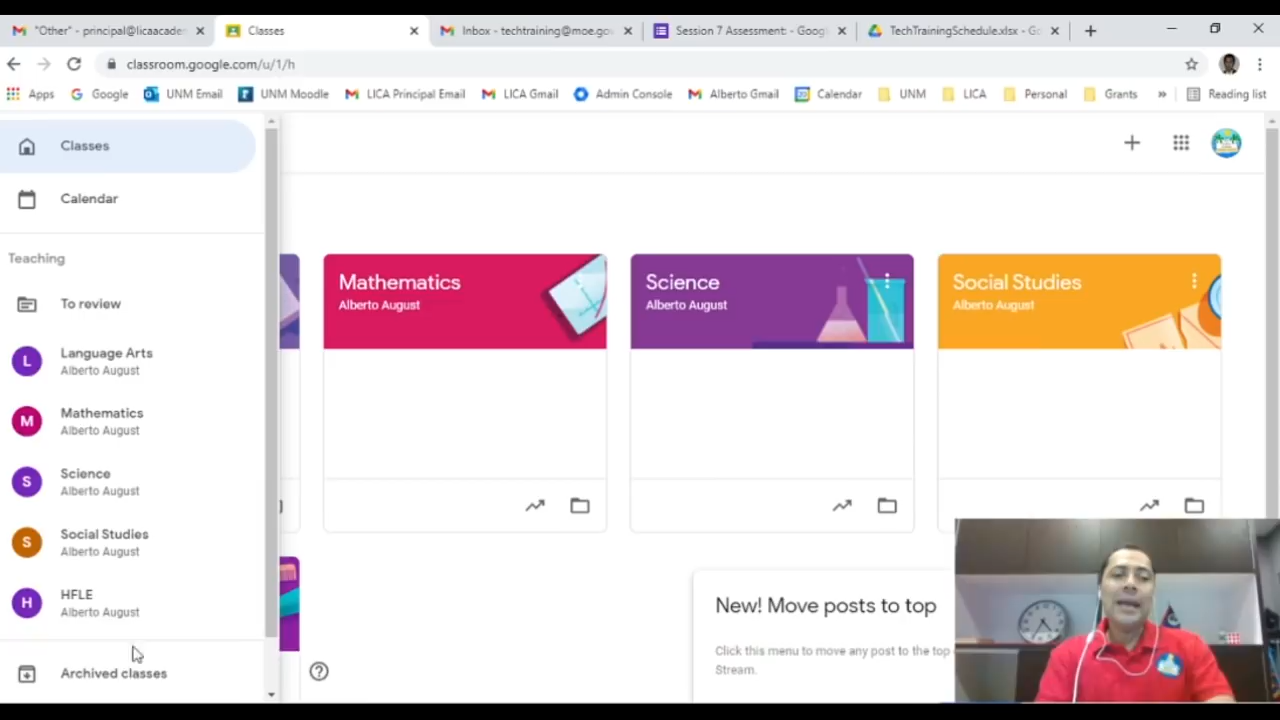 "Other" - principal@licaacader
Classes
Inbox - techtraining@moe.gov
Session 7 Assessment: - Google
TechTrainingSchedule.xlsx - Go
classroom.google.com/u/1/h
Apps
Google
UNM Email
UNM Moodle
LICA Principal Email
LICA Gmail
Admin Console
Alberto Gmail
Calendar
UNM
LICA
Personal
Grants
»
Reading list
Classes
Calendar
Teaching
To review
L
Language Arts
Alberto August
M
Mathematics
Alberto August
S
Science
Alberto August
S
Social Studies
Alberto August
H
HFLE
Alberto August
Archived classes
Mathematics
Alberto August
Science
Alberto August
Social Studies
Alberto August
New! Move posts to top
Click this menu to move any post to the top
Stream.